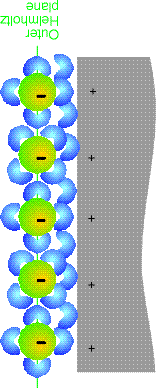 Outer
Helmholtz
plane
- +
- +
- +
- +
- +